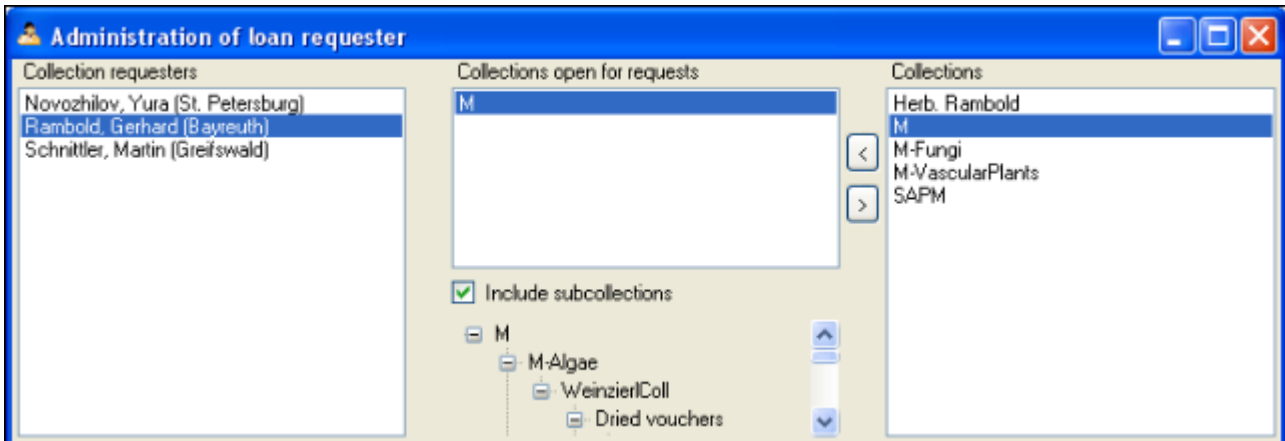 Administration of loan requester
Collection requesters
Novozhilov, Yura (St. Petersburg)
Rambold, Gerhard (Bayreuth)
Schnittler, Martin (Greifswald)
Collections open for requests
M
Include subcollections
M
M-Algae
WeinzierlColl
Dried vouchers
<
>
Collections
Herb. Rambold
M
M-Fungi
M-VascularPlants
SAPM